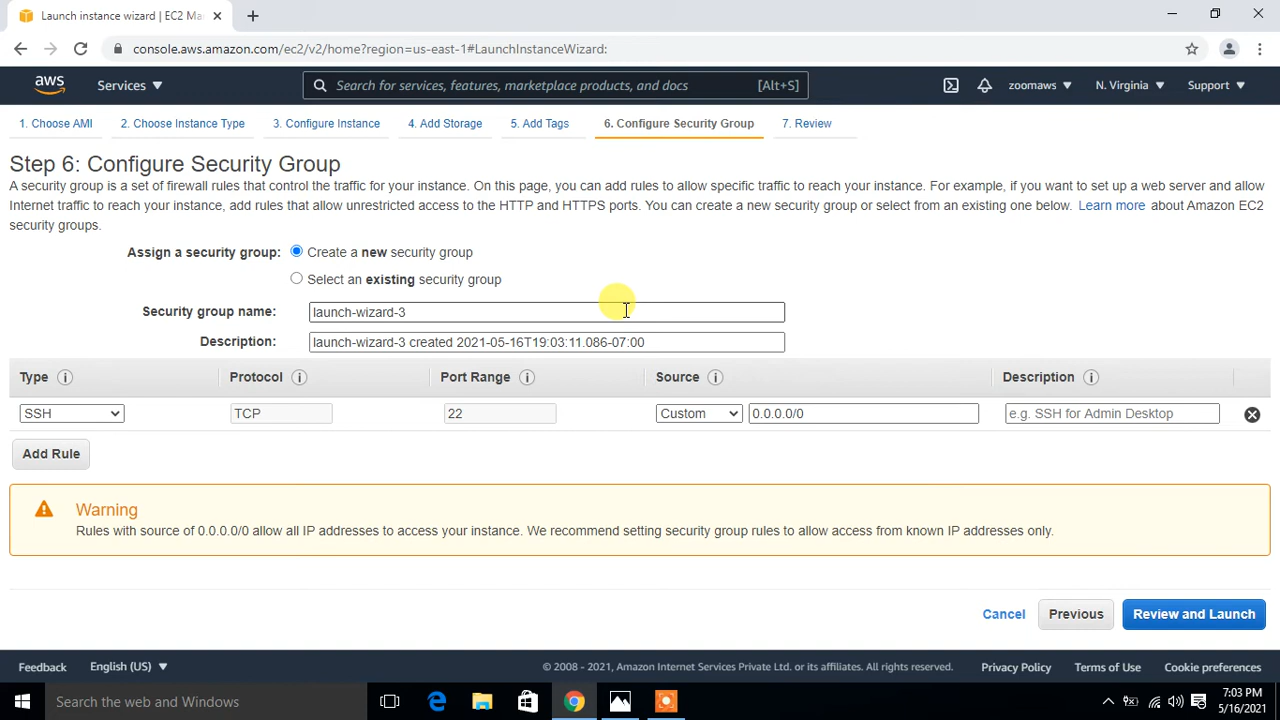 Launch instance wizard | EC2 Ma
console.aws.amazon.com/ec2/v2/home?region=us-east-1#LaunchInstanceWizard:
aws
Services
Search for services, features, marketplace products, and docs
[Alt+S]
zoomaws
N. Virginia
Support
1. Choose AMI
2. Choose Instance Type
3. Configure Instance
4. Add Storage
5. Add Tags
6. Configure Security Group
7. Review
Step 6: Configure Security Group
A security group is a set of firewall rules that control the traffic for your instance. On this page, you can add rules to allow specific traffic to reach your instance. For example, if you want to set up a web server and allow
Internet traffic to reach your instance, add rules that allow unrestricted access to the HTTP and HTTPS ports. You can create a new security group or select from an existing one below. Learn more about Amazon EC2
security groups.
Assign a security group:
Create a new security group
Select an existing security group
Security group name:
launch-wizard-3
Description:
launch-wizard-3 created 2021-05-16T19:03:11.086-07:00
Type
Protocol
Port Range
Source
Description
SSH
TCP
22
Custom
0.0.0.0/0
e.g. SSH for Admin Desktop
Add Rule
Warning
Rules with source of 0.0.0.0/0 allow all IP addresses to access your instance. We recommend setting security group rules to allow access from known IP addresses only.
Cancel
Previous
Review and Launch
Feedback
English (US)
© 2008 - 2021, Amazon Internet Services Private Ltd. or its affiliates. All rights reserved.
Privacy Policy
Terms of Use
Cookie preferences
Search the web and Windows
7:03 PM
5/16/2021